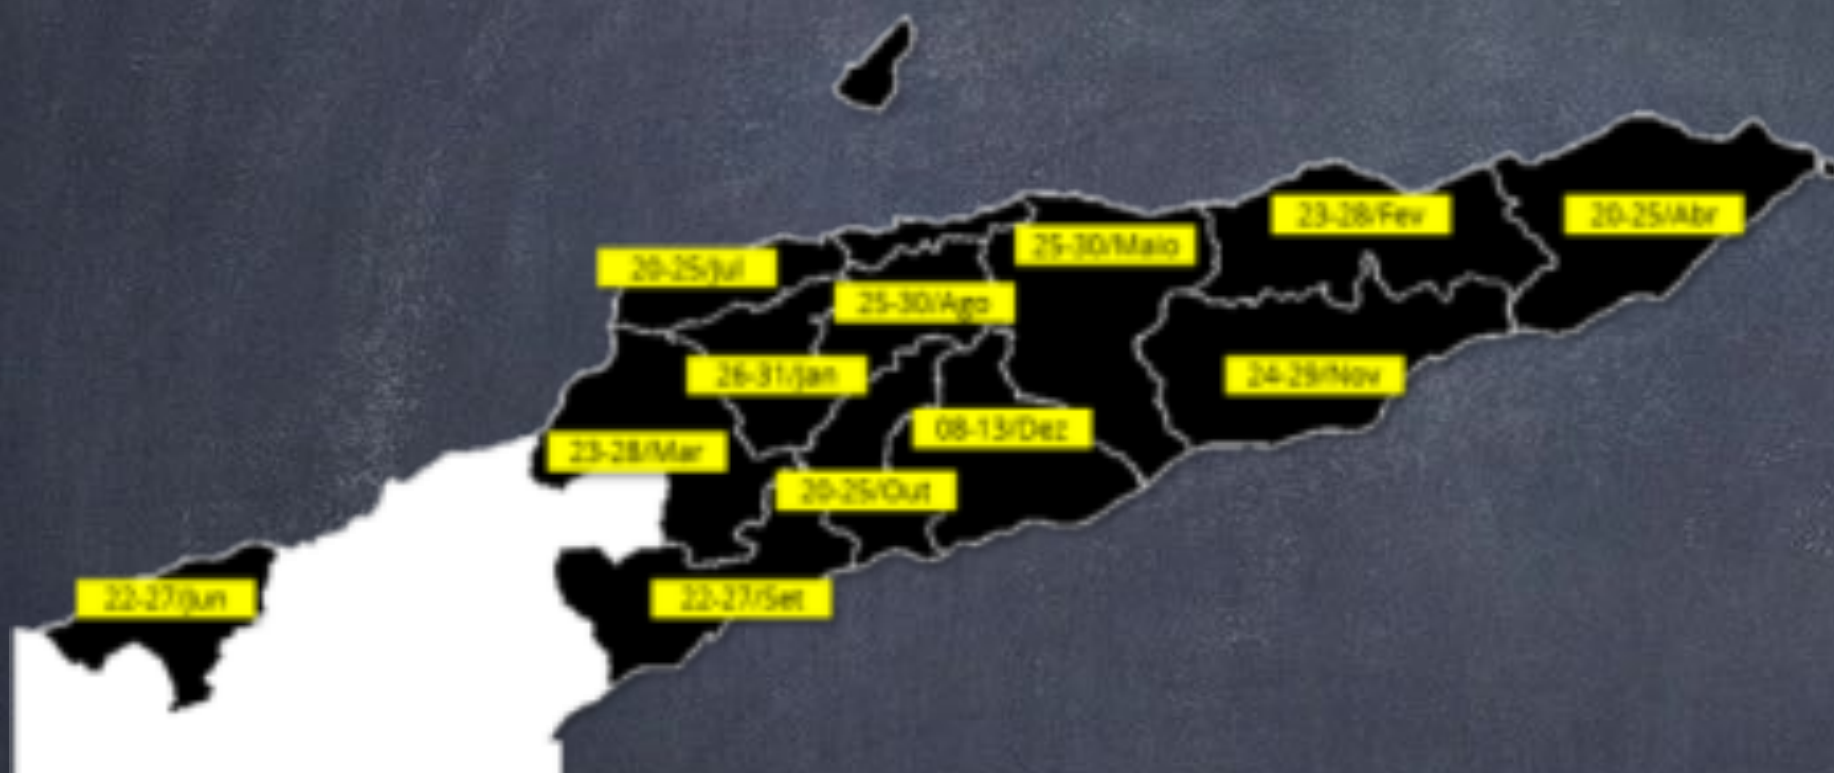 23-28/Fev
20-25/Abr
25-30/Maio
20-25/Jul
25-30/Ago
26-31/Jan
24-29/Nov
08-13/Dez
23-28/Mar
20-25/Out
22-27/Jun
22-27/Set